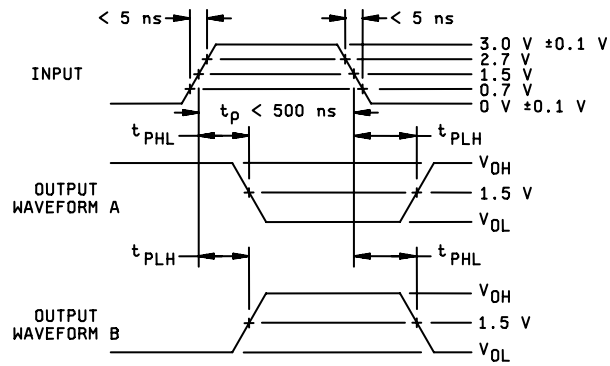 < 5 ns < 5 ns
3.0 V ±0.1 V
2.7 V
INPUT 1.5 V
0.7 V
0 V ±0.1 V
tp < 500 ns
tPHL tPLH
VOH
OUTPUT
WAVEFORM A
1.5 V
VOL
tPLH tPHL
VOH
OUTPUT
WAVEFORM B
1.5 V
VOL